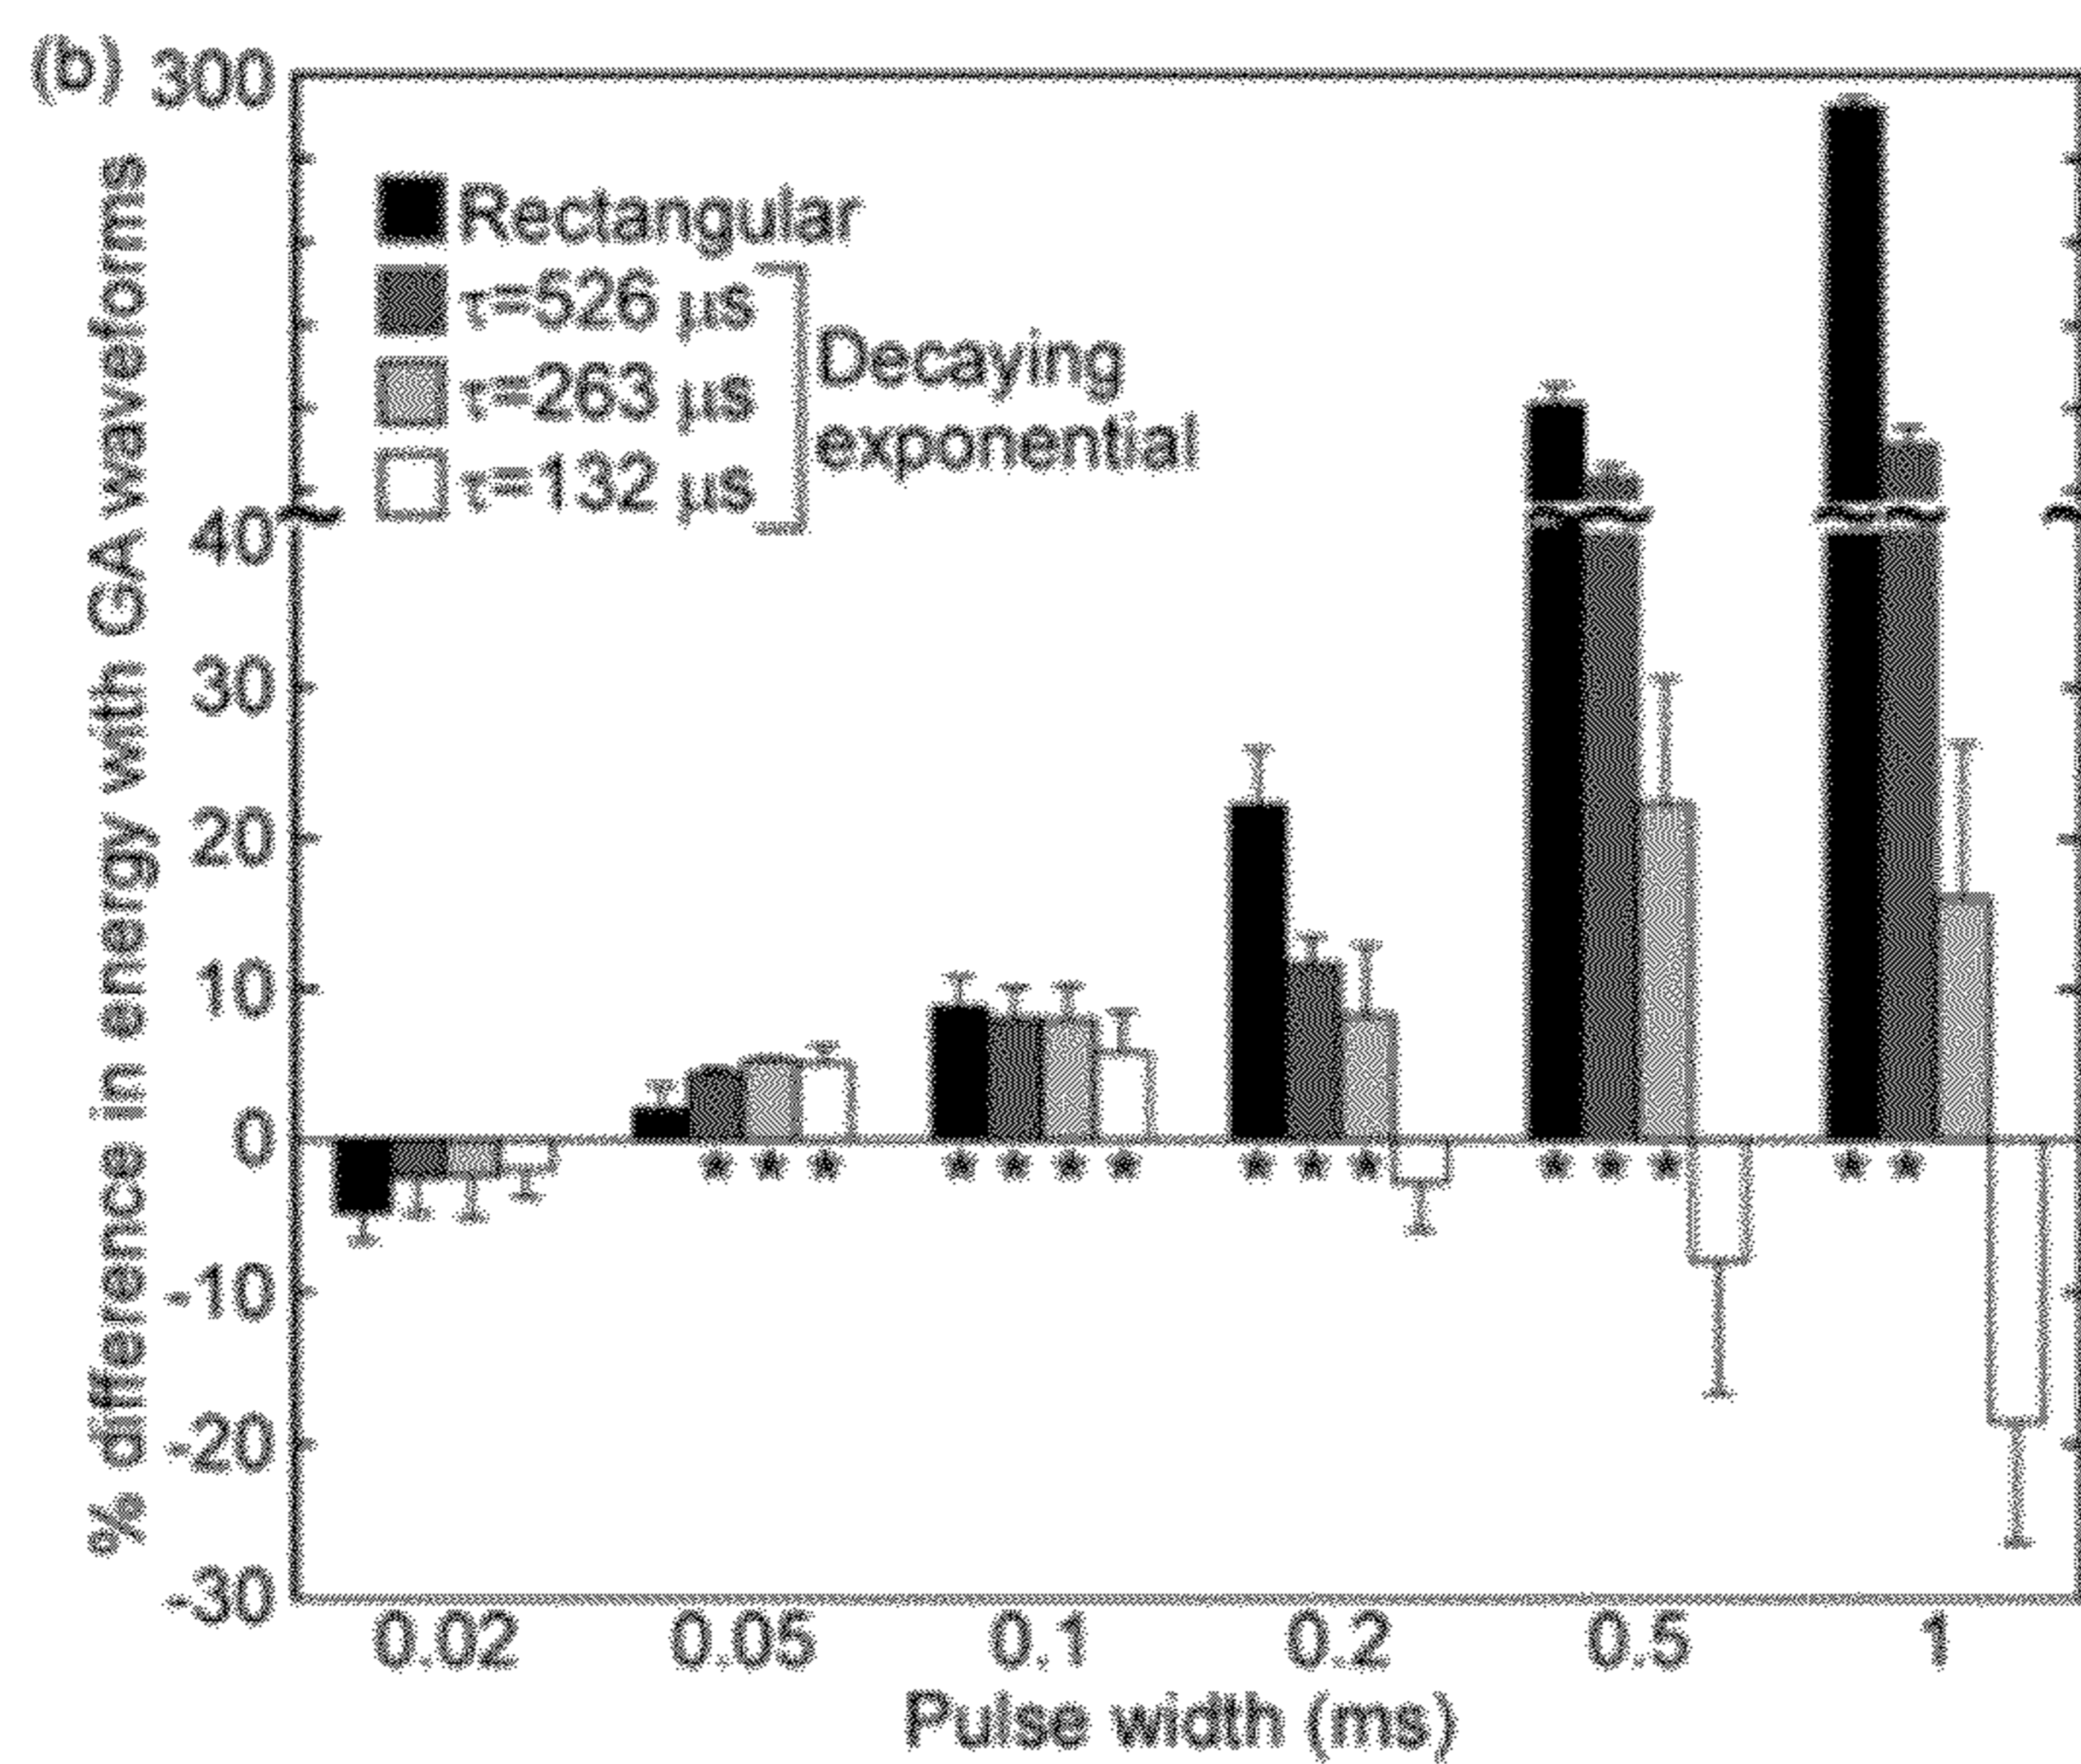 (b)
% difference in energy with GA waveforms
300
40
30
20
10
0
-10
-20
-30
Rectangular
τ=526 μs
τ=263 μs
τ=132 μs
Decaying
exponential
* * * * * * * * * * * * * * *
0.02 0.05 0.1 0.2 0.5 1
Pulse width (ms)